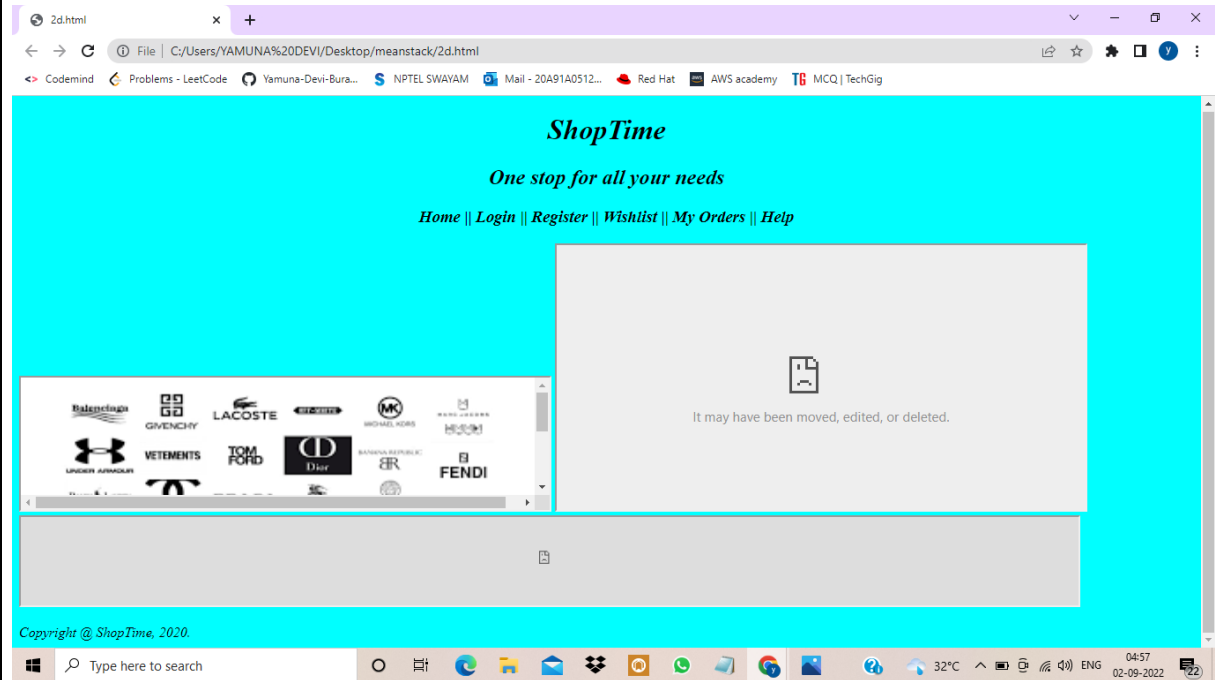 2d.html
File | C:/Users/YAMUNA%20DEVI/Desktop/meanstack/2d.html
Codemind Problems - LeetCode Yamuna-Devi-Bura... NPTEL SWAYAM Mail - 20A91A0512... Red Hat AWS academy TG MCQ | TechGig
ShopTime
One stop for all your needs
Home || Login || Register || Wishlist || My Orders || Help
It may have been moved, edited, or deleted.
Balenciaga GIVENCHY LACOSTE MK MICHAEL KORS
UNDER ARMOUR VETEMENTS TOM FORD CD Dior BANANA REPUBLIC BR FENDI
Copyright @ ShopTime, 2020.
Type here to search
32°C ENG 04:57
02-09-2022 22